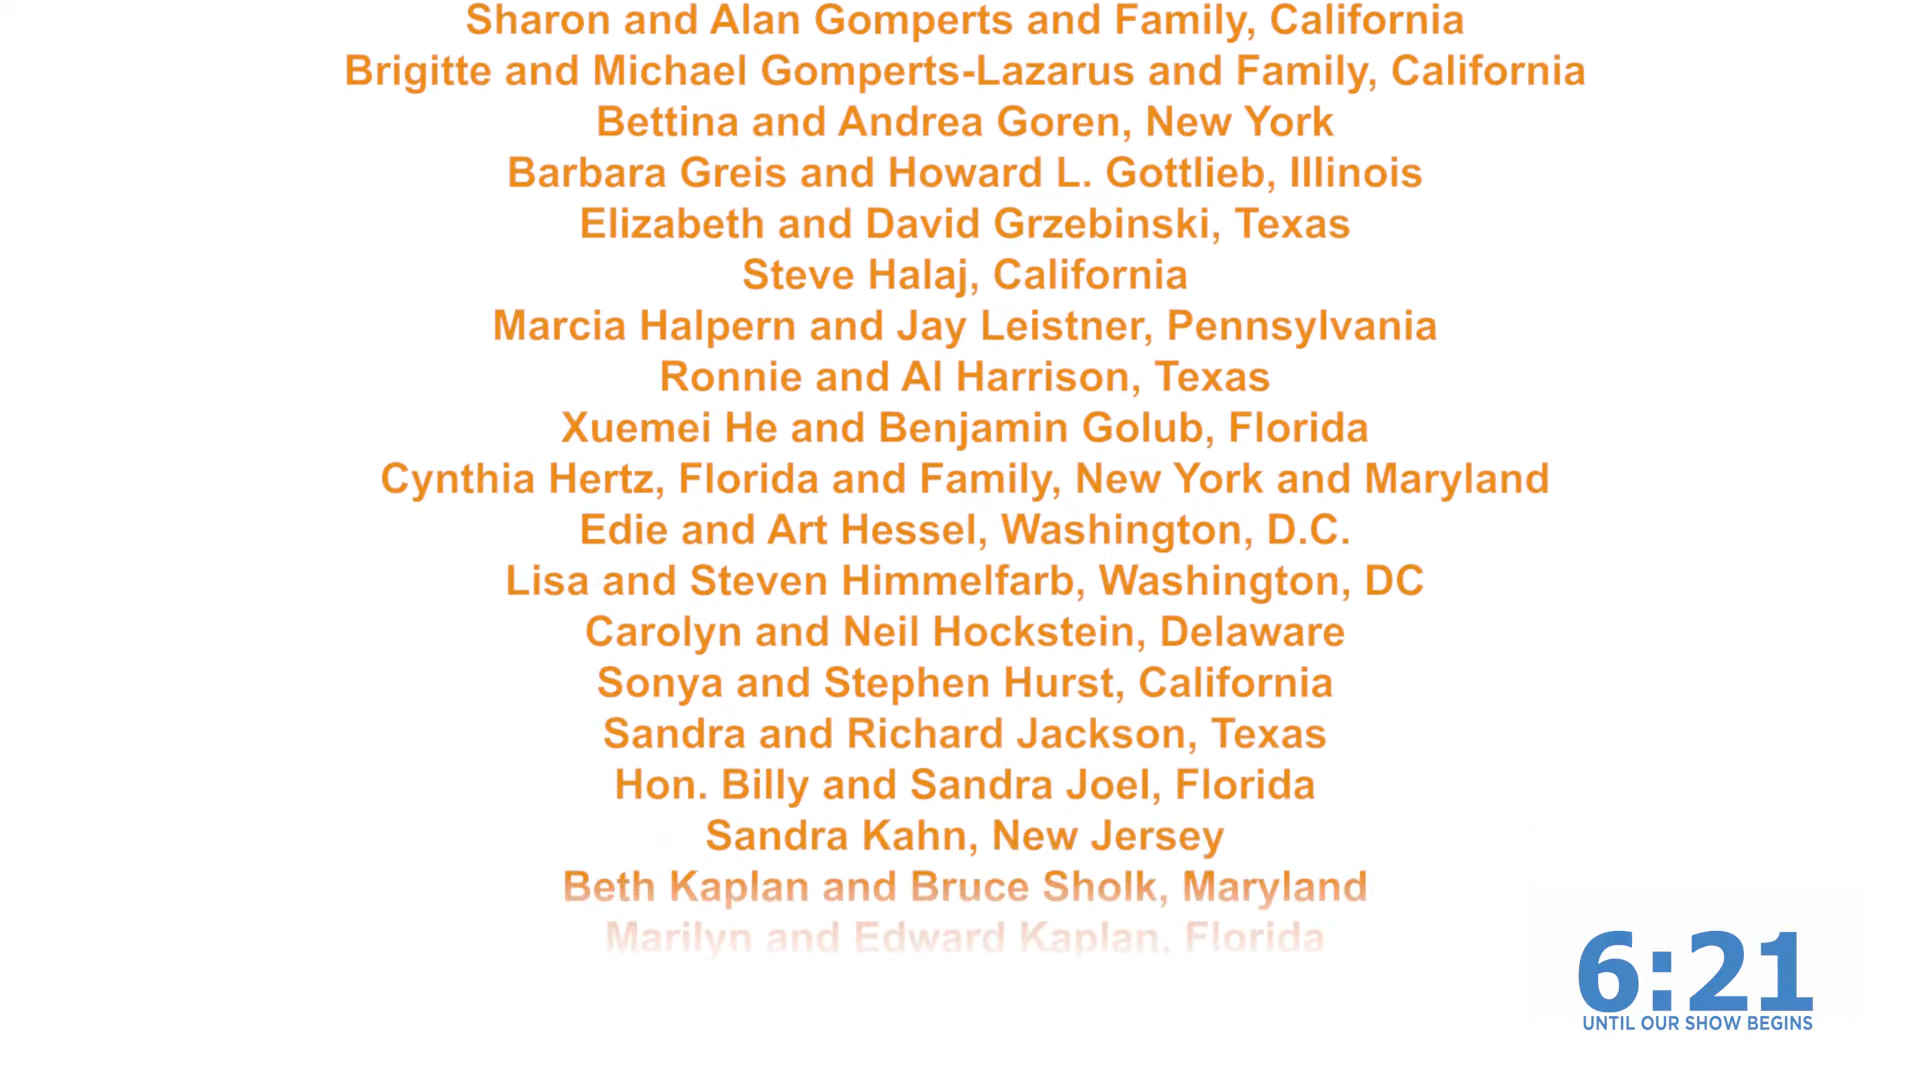 Sharon and Alan Gomperts and Family, California
Brigitte and Michael Gomperts-Lazarus and Family, California
Bettina and Andrea Goren, New York
Barbara Greis and Howard L. Gottlieb, Illinois
Elizabeth and David Grzebinski, Texas
Steve Halaj, California
Marcia Halpern and Jay Leistner, Pennsylvania
Ronnie and Al Harrison, Texas
Xuemei He and Benjamin Golub, Florida
Cynthia Hertz, Florida and Family, New York and Maryland
Edie and Art Hessel, Washington, D.C.
Lisa and Steven Himmelfarb, Washington, DC
Carolyn and Neil Hockstein, Delaware
Sonya and Stephen Hurst, California
Sandra and Richard Jackson, Texas
Hon. Billy and Sandra Joel, Florida
Sandra Kahn, New Jersey
Beth Kaplan and Bruce Sholk, Maryland
Marilyn and Edward Kaplan, Florida
6:21
UNTIL OUR SHOW BEGINS